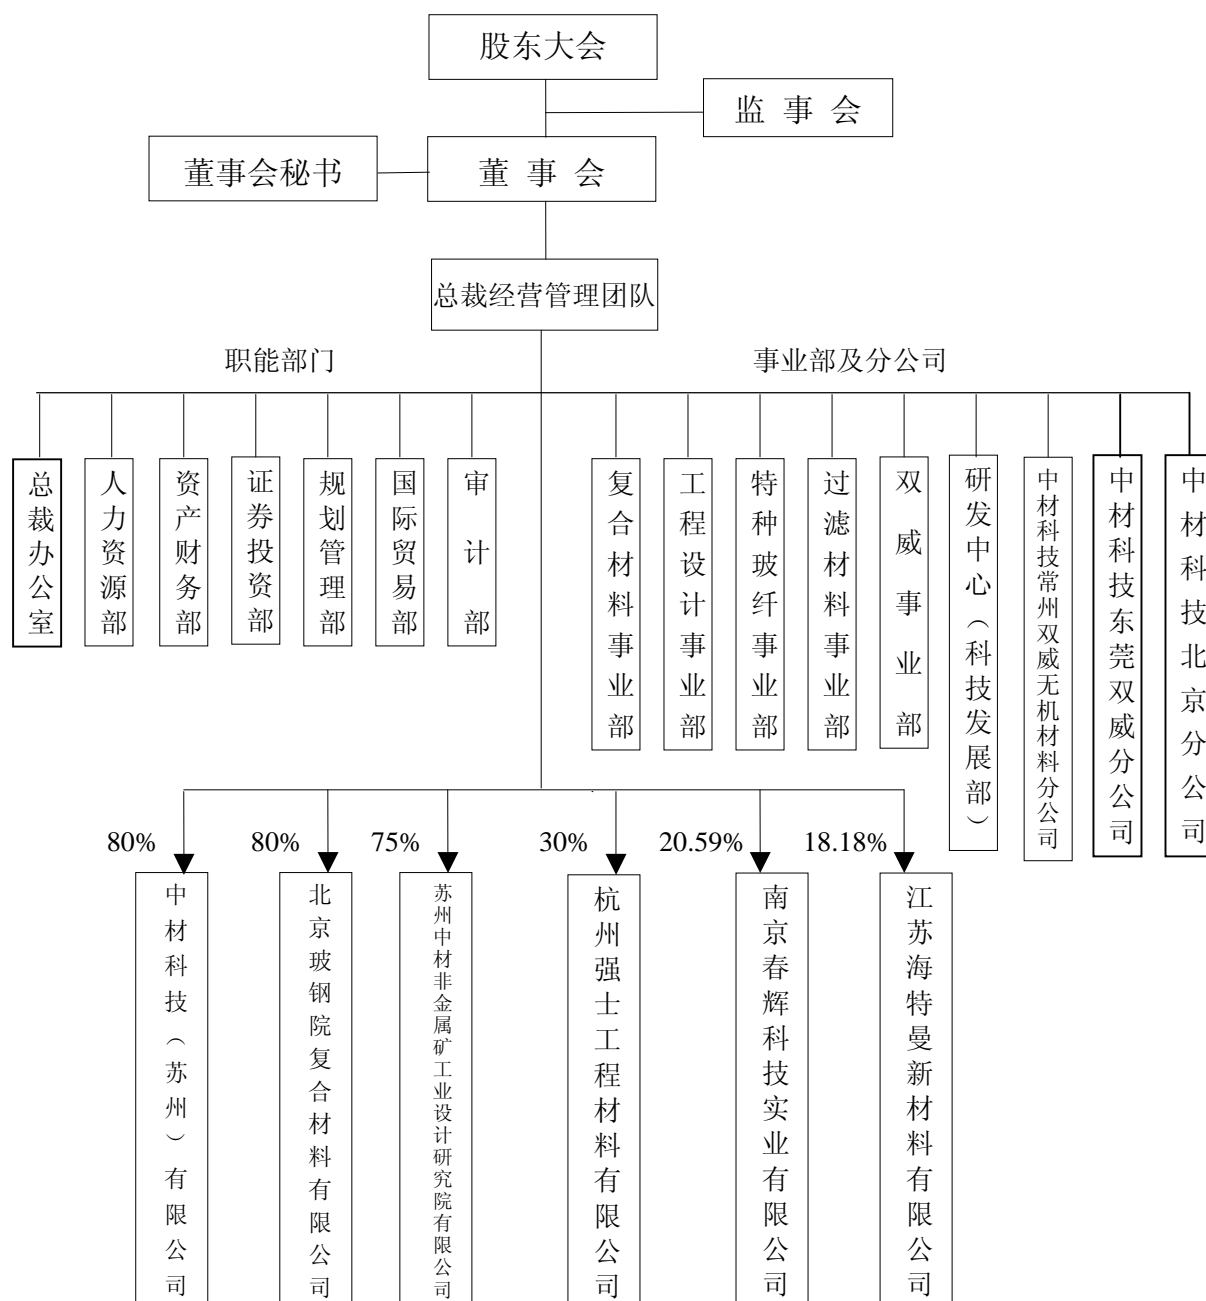 股东大会
监 事 会
董事会秘书
董 事 会
总裁经营管理团队
职能部门
事业部及分公司
总裁办公室
人力资源部
资产财务部
证券投资部
规划管理部
国际贸易部
审计部
复合材料事业部
工程设计事业部
特种玻纤事业部
过滤材料事业部
双威事业部
研发中心（科技发展部）
中材科技常州双威无机材料分公司
中材科技东莞双威分公司
中材科技北京分公司
80%
80%
75%
30%
20.59%
18.18%
中材科技（苏州）有限公司
北京玻钢院复合材料有限公司
苏州中材非金属矿工业设计研究院有限公司
杭州强士工程材料有限公司
南京春辉科技实业有限公司
江苏海特曼新材料有限公司